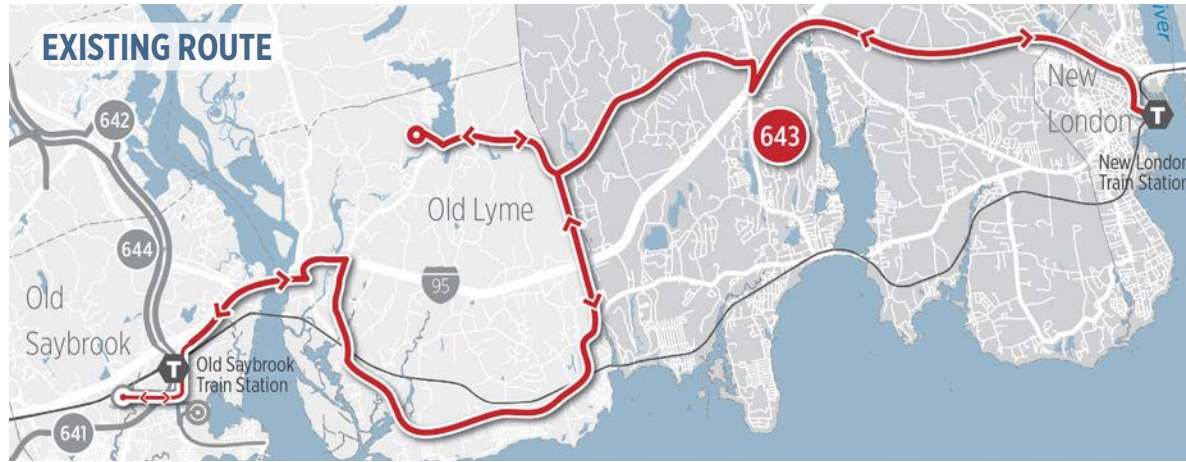 EXISTING ROUTE
Essex
642
643
New
London
New London
Train Station
Old Lyme
644
95
Old
Saybrook
Old Saybrook
Train Station
641
T
T